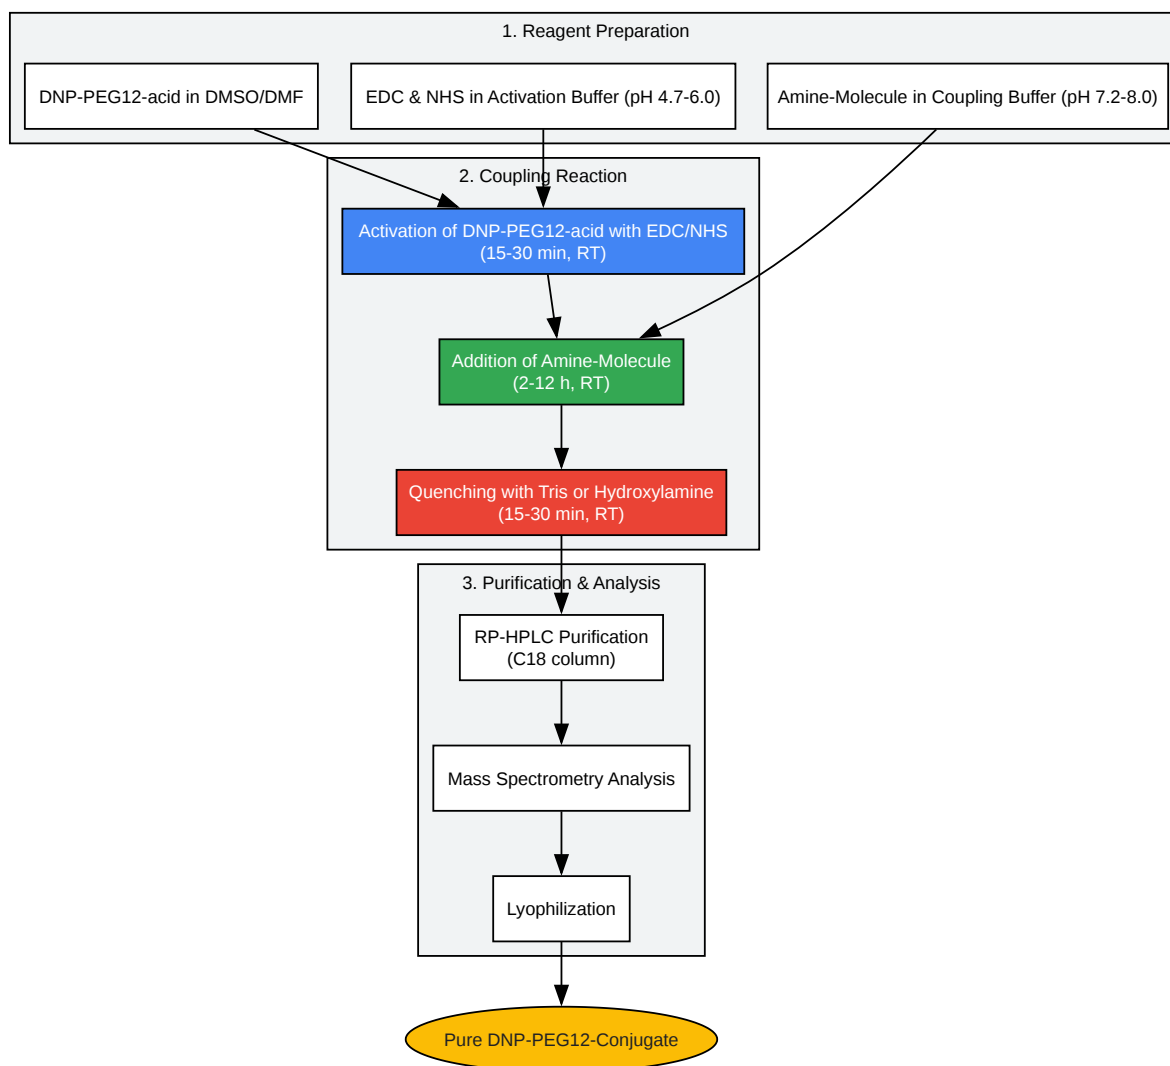 1. Reagent Preparation
DNP-PEG12-acid in DMSO/DMF
EDC & NHS in Activation Buffer (pH 4.7-6.0)
Amine-Molecule in Coupling Buffer (pH 7.2-8.0)
2. Coupling Reaction
Activation of DNP-PEG12-acid with EDC/NHS
(15-30 min, RT)
Addition of Amine-Molecule
(2-12 h, RT)
Quenching with Tris or Hydroxylamine
(15-30 min, RT)
3. Purification & Analysis
RP-HPLC Purification
(C18 column)
Mass Spectrometry Analysis
Lyophilization
Pure DNP-PEG12-Conjugate